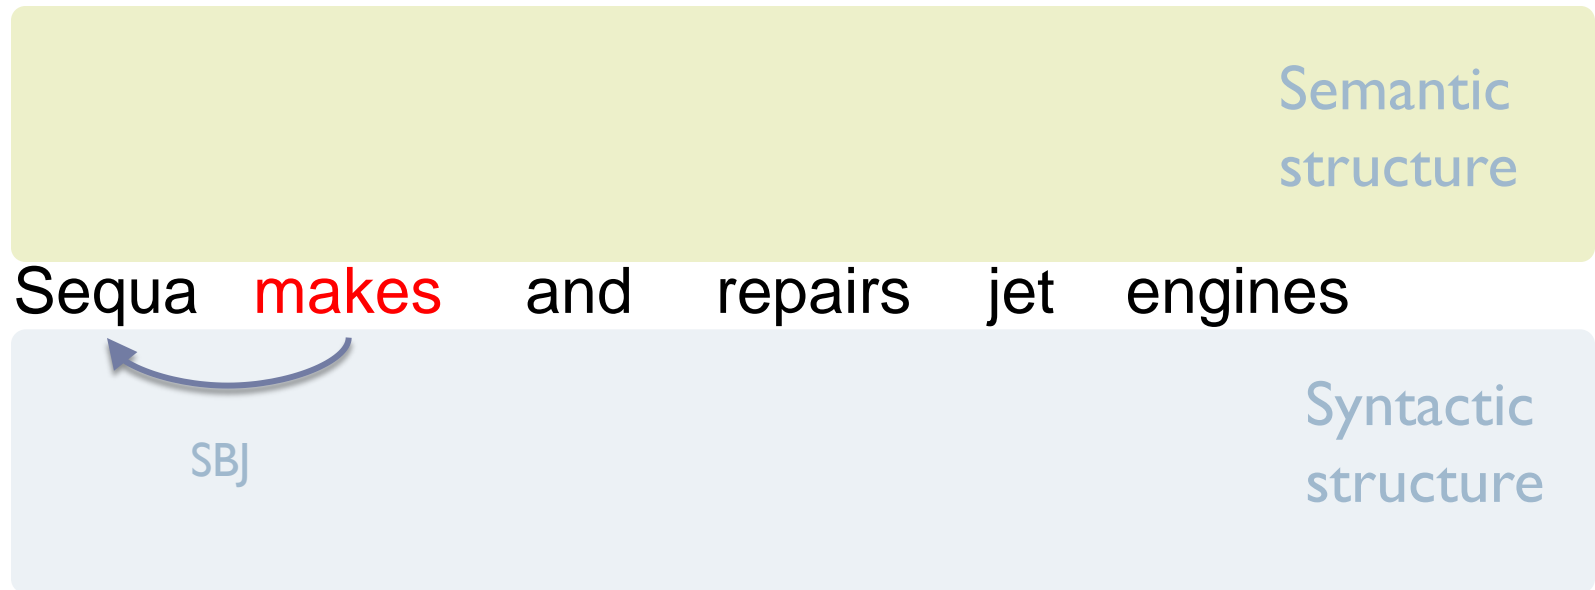 Semantic
structure
Sequa makes and repairs jet engines
SBJ
Syntactic
structure